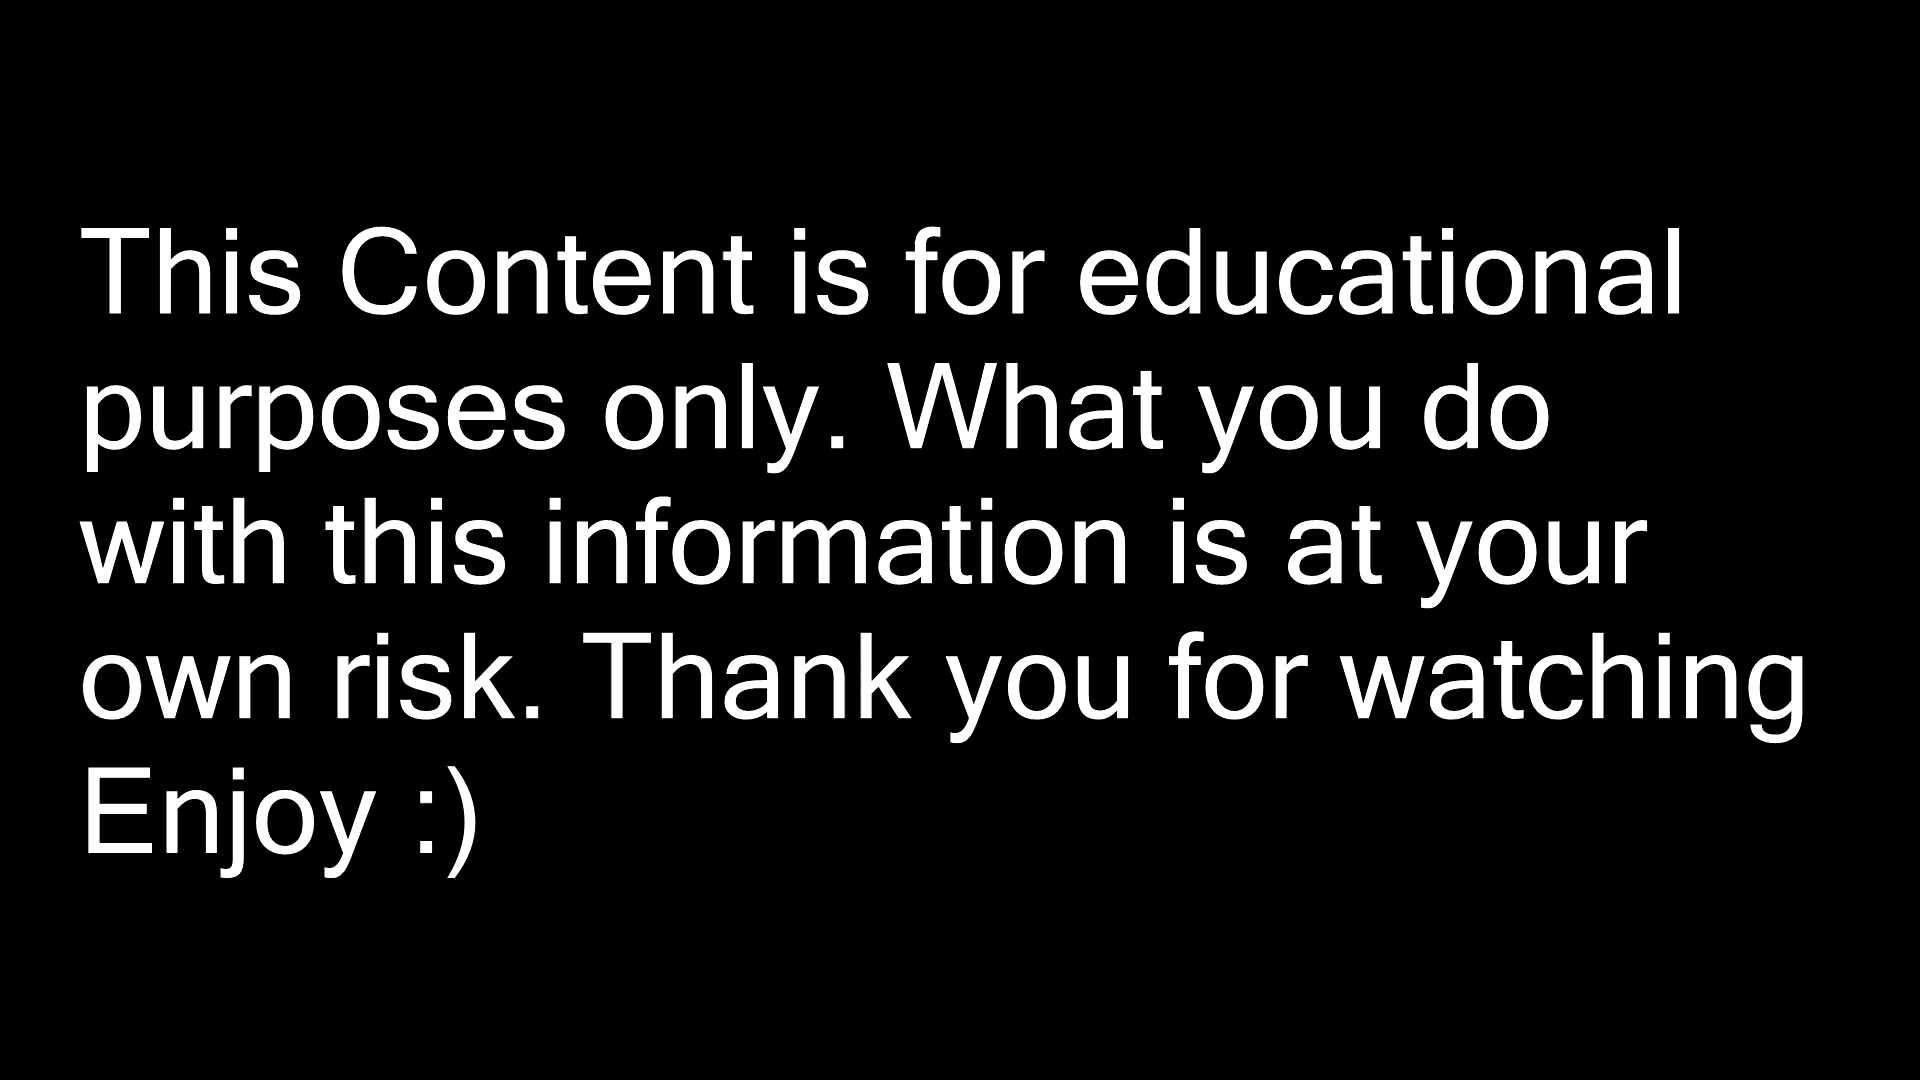 This Content is for educational
purposes only. What you do
with this information is at your
own risk. Thank you for watching
Enjoy :)